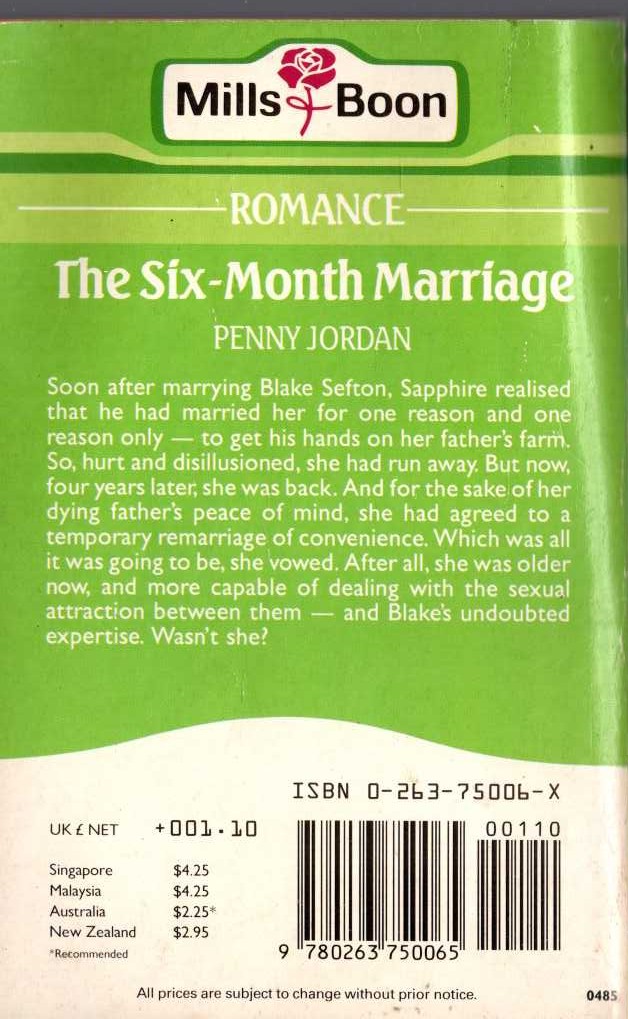 Mills & Boon
ROMANCE
The Six-Month Marriage
PENNY JORDAN
Soon after marrying Blake Sefton, Sapphire realised
that he had married her for one reason and one
reason only — to get his hands on her father's farm.
So, hurt and disillusioned, she had run away. But now,
four years later, she was back. And for the sake of her
dying father's peace of mind, she had agreed to a
temporary remarriage of convenience. Which was all
it was going to be, she vowed. After all, she was older
now, and more capable of dealing with the sexual
attraction between them — and Blake's undoubted
expertise. Wasn't she?
ISBN 0-263-75006-X
UK £ NET +001.10
00110
Singapore $4.25
Malaysia $4.25
Australia $2.25*
New Zealand $2.95
*Recommended
9 780263 750065
All prices are subject to change without prior notice.
0485